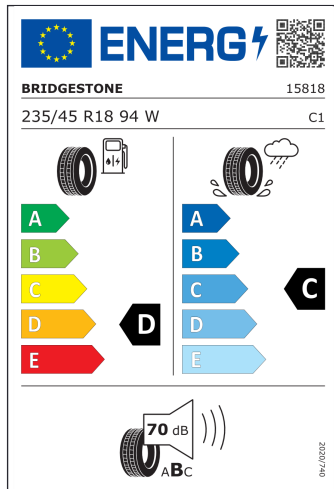 ENERG
BRIDGESTONE 15818
235/45 R18 94 W C1
A A
B B
C C C
D D D
E E
70 dB
ABC
2020/740